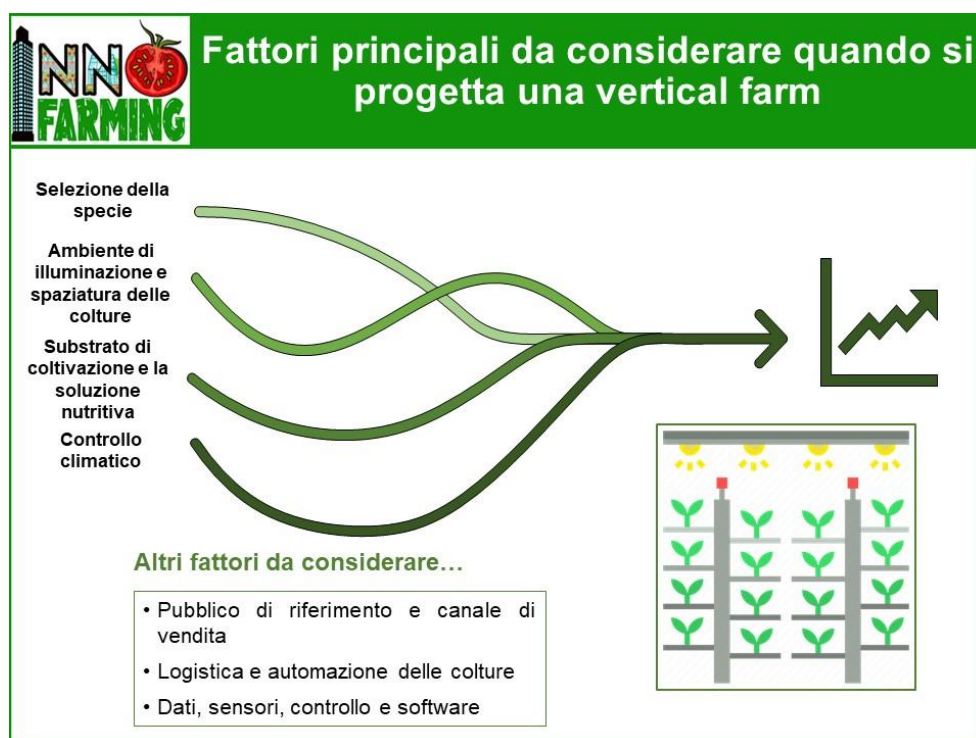 INNO
FARMING
Fattori principali da considerare quando si
progetta una vertical farm
Selezione della
specie
Ambiente di
illuminazione e
spaziatura delle
colture
Substrato di
coltivazione e la
soluzione
nutritiva
Controllo
climatico
Altri fattori da considerare…
• Pubblico di riferimento e canale di
vendita
• Logistica e automazione delle colture
• Dati, sensori, controllo e software